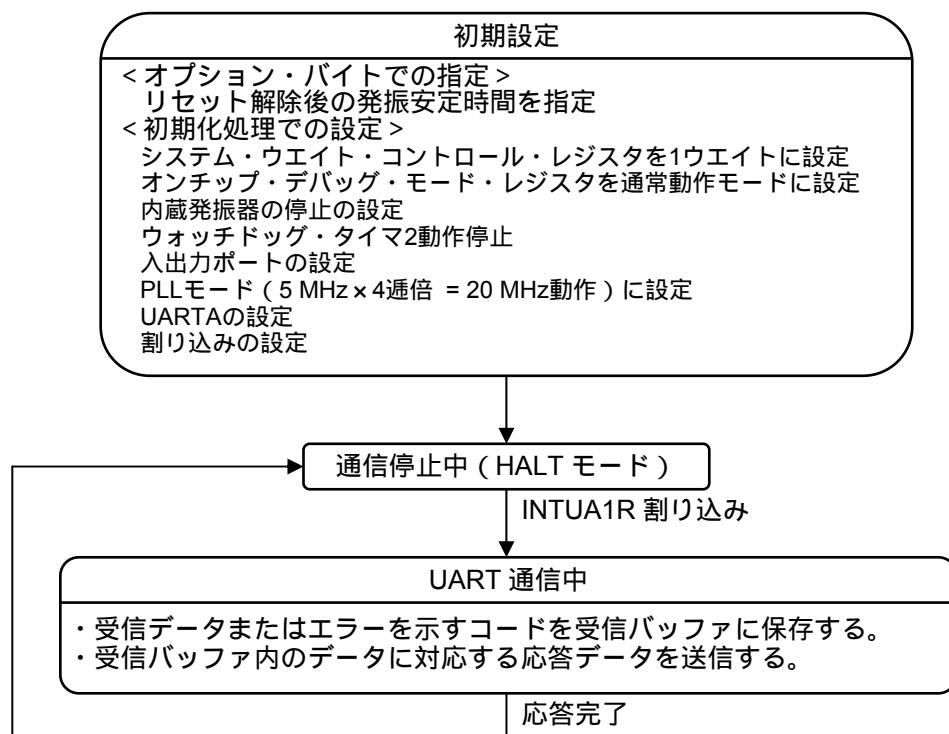 初期設定
<オプション・バイトでの指定>
リセット解除後の発振安定時間を指定
<初期化処理での設定>
システム・ウエイト・コントロール・レジスタを1ウエイトに設定
オンチップ・デバッグ・モード・レジスタを通常動作モードに設定
内蔵発振器の停止の設定
ウォッチドッグ・タイマ2動作停止
入出力ポートの設定
PLLモード(5 MHz×4逓倍 = 20 MHz動作)に設定
UARTAの設定
割り込みの設定
通信停止中(HALT モード)
INTUA1R 割り込み
UART 通信中
・受信データまたはエラーを示すコードを受信バッファに保存する。
・受信バッファ内のデータに対応する応答データを送信する。
応答完了